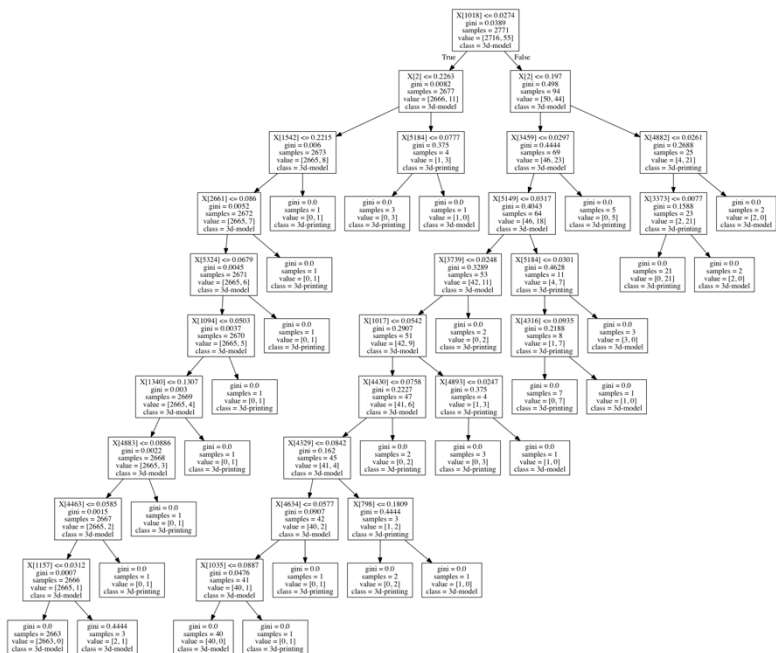 X[1018] <= 0.0274
gini = 0.0389
samples = 2771
value = [2716, 55]
class = 3d-model
True
False
X[2] <= 0.2263
gini = 0.0082
samples = 2677
value = [2666, 11]
class = 3d-model
X[2] <= 0.197
gini = 0.498
samples = 94
value = [50, 44]
class = 3d-model
X[1542] <= 0.2215
gini = 0.006
samples = 2673
value = [2665, 8]
class = 3d-model
X[5184] <= 0.0777
gini = 0.375
samples = 4
value = [1, 3]
class = 3d-printing
X[3459] <= 0.0297
gini = 0.4444
samples = 69
value = [46, 23]
class = 3d-model
X[4882] <= 0.0261
gini = 0.2688
samples = 25
value = [4, 21]
class = 3d-printing
X[2661] <= 0.086
gini = 0.0052
samples = 2672
value = [2665, 7]
class = 3d-model
gini = 0.0
samples = 1
value = [0, 1]
class = 3d-printing
gini = 0.0
samples = 3
value = [0, 3]
class = 3d-printing
gini = 0.0
samples = 1
value = [1, 0]
class = 3d-model
X[5149] <= 0.0317
gini = 0.4043
samples = 64
value = [46, 18]
class = 3d-model
gini = 0.0
samples = 5
value = [0, 5]
class = 3d-printing
X[3373] <= 0.0077
gini = 0.1588
samples = 23
value = [2, 21]
class = 3d-printing
gini = 0.0
samples = 2
value = [2, 0]
class = 3d-model
X[5324] <= 0.0679
gini = 0.0045
samples = 2671
value = [2665, 6]
class = 3d-model
gini = 0.0
samples = 1
value = [0, 1]
class = 3d-printing
X[3739] <= 0.0248
gini = 0.3289
samples = 53
value = [42, 11]
class = 3d-model
X[5184] <= 0.0301
gini = 0.4628
samples = 11
value = [4, 7]
class = 3d-printing
gini = 0.0
samples = 21
value = [0, 21]
class = 3d-printing
gini = 0.0
samples = 2
value = [2, 0]
class = 3d-model
X[1094] <= 0.0503
gini = 0.0037
samples = 2670
value = [2665, 5]
class = 3d-model
gini = 0.0
samples = 1
value = [0, 1]
class = 3d-printing
X[1017] <= 0.0542
gini = 0.2907
samples = 51
value = [42, 9]
class = 3d-model
gini = 0.0
samples = 2
value = [0, 2]
class = 3d-printing
X[4316] <= 0.0935
gini = 0.2188
samples = 8
value = [1, 7]
class = 3d-printing
gini = 0.0
samples = 3
value = [3, 0]
class = 3d-model
X[1340] <= 0.1307
gini = 0.003
samples = 2669
value = [2665, 4]
class = 3d-model
gini = 0.0
samples = 1
value = [0, 1]
class = 3d-printing
X[4430] <= 0.0758
gini = 0.2227
samples = 47
value = [41, 6]
class = 3d-model
X[4893] <= 0.0247
gini = 0.375
samples = 4
value = [1, 3]
class = 3d-printing
gini = 0.0
samples = 7
value = [0, 7]
class = 3d-printing
gini = 0.0
samples = 1
value = [1, 0]
class = 3d-model
X[4883] <= 0.0886
gini = 0.0022
samples = 2668
value = [2665, 3]
class = 3d-model
gini = 0.0
samples = 1
value = [0, 1]
class = 3d-printing
X[4329] <= 0.0842
gini = 0.162
samples = 45
value = [41, 4]
class = 3d-model
gini = 0.0
samples = 2
value = [0, 2]
class = 3d-printing
gini = 0.0
samples = 3
value = [0, 3]
class = 3d-printing
gini = 0.0
samples = 1
value = [1, 0]
class = 3d-model
X[4463] <= 0.0585
gini = 0.0015
samples = 2667
value = [2665, 2]
class = 3d-model
gini = 0.0
samples = 1
value = [0, 1]
class = 3d-printing
X[4634] <= 0.0577
gini = 0.0907
samples = 42
value = [40, 2]
class = 3d-model
X[798] <= 0.1809
gini = 0.4444
samples = 3
value = [1, 2]
class = 3d-printing
X[1157] <= 0.0312
gini = 0.0007
samples = 2666
value = [2665, 1]
class = 3d-model
gini = 0.0
samples = 1
value = [0, 1]
class = 3d-printing
X[1035] <= 0.0887
gini = 0.0476
samples = 41
value = [40, 1]
class = 3d-model
gini = 0.0
samples = 1
value = [0, 1]
class = 3d-printing
gini = 0.0
samples = 2
value = [0, 2]
class = 3d-printing
gini = 0.0
samples = 1
value = [1, 0]
class = 3d-model
gini = 0.0
samples = 2663
value = [2663, 0]
class = 3d-model
gini = 0.4444
samples = 3
value = [2, 1]
class = 3d-model
gini = 0.0
samples = 40
value = [40, 0]
class = 3d-model
gini = 0.0
samples = 1
value = [0, 1]
class = 3d-printing